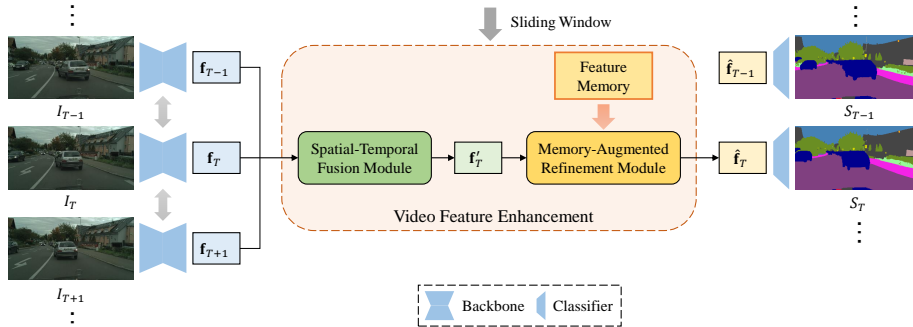 Sliding Window
I_{T−1}
f_{T−1}
Feature
Memory
f̂_{T−1}
S_{T−1}
I_T
f_T
Spatial-Temporal
Fusion Module
f′_T
Memory-Augmented
Refinement Module
f̂_T
S_T
Video Feature Enhancement
I_{T+1}
f_{T+1}
Backbone
Classifier